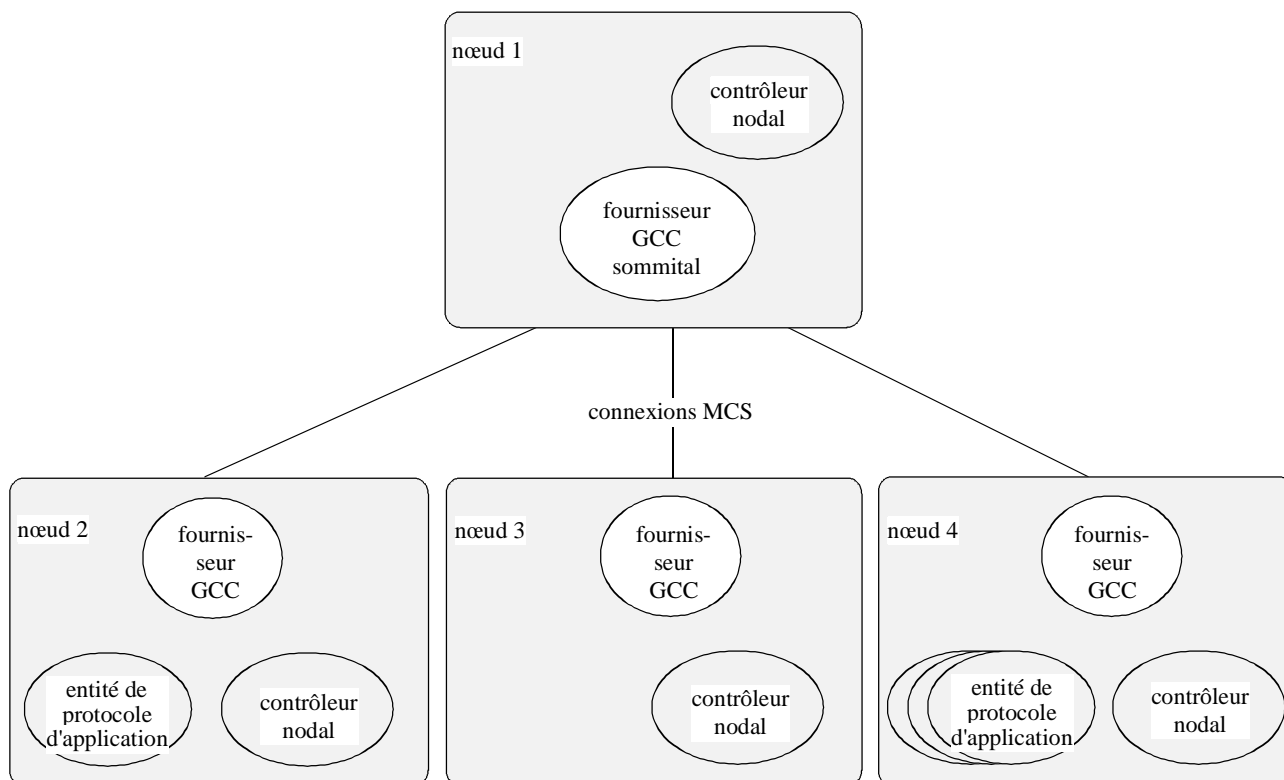 nœud 1
contrôleur
nodal
fournisseur
GCC
sommital
connexions MCS
nœud 2
fournis-
seur
GCC
entité de
protocole
d'application
contrôleur
nodal
nœud 3
fournis-
seur
GCC
contrôleur
nodal
nœud 4
fournis-
seur
GCC
entité de
protocole
d'application
contrôleur
nodal